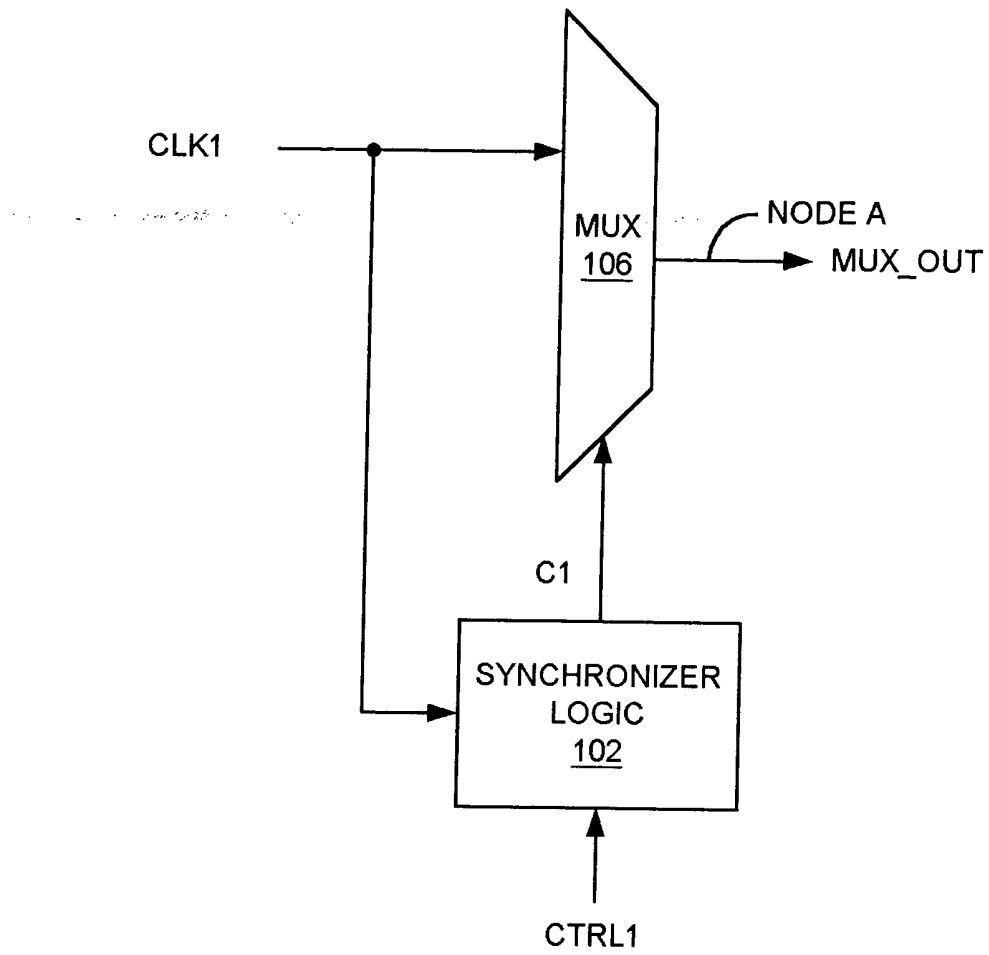 CLK1
MUX
106
NODE A
MUX_OUT
C1
SYNCHRONIZER
LOGIC
102
CTRL1